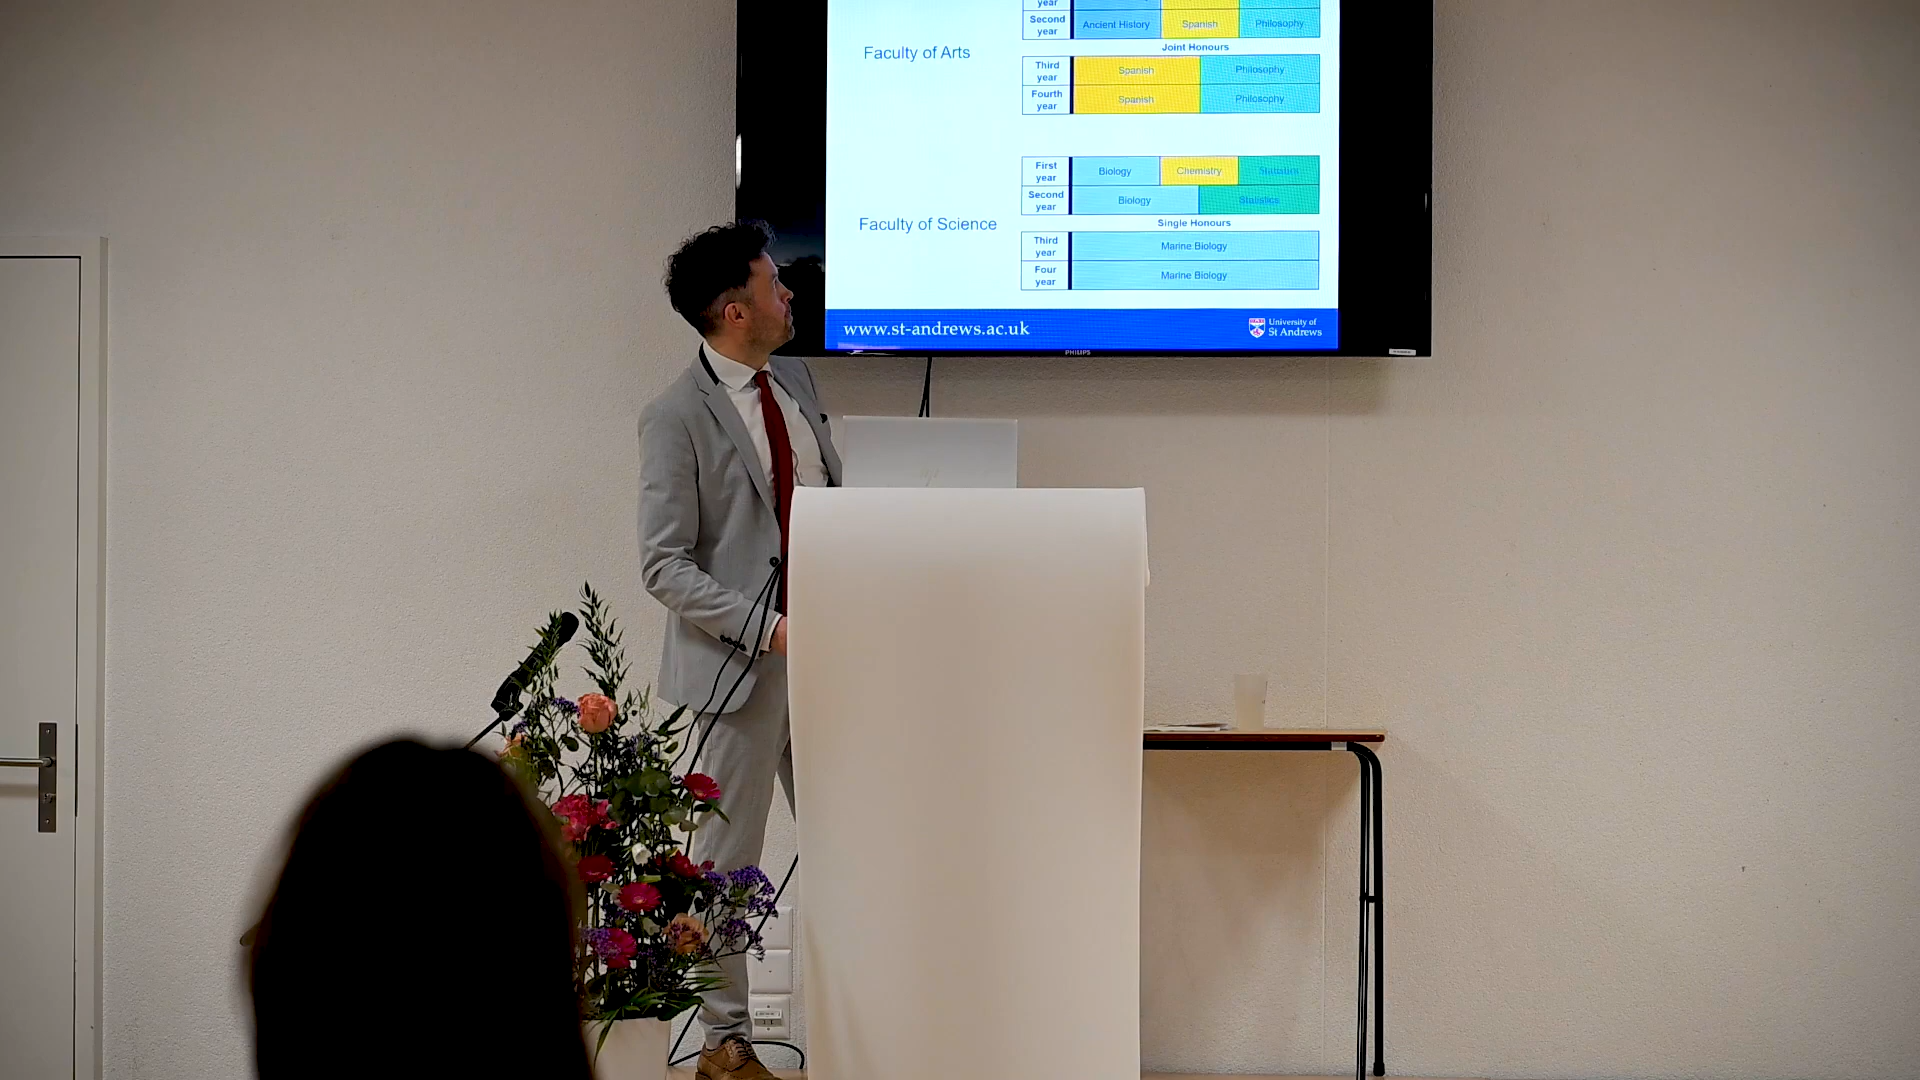 year
Second year
Ancient History
Spanish
Philosophy
Faculty of Arts
Joint Honours
Third year
Spanish
Philosophy
Fourth year
Spanish
Philosophy
First year
Biology
Chemistry
Statistics
Second year
Biology
Statistics
Faculty of Science
Single Honours
Third year
Marine Biology
Four year
Marine Biology
www.st-andrews.ac.uk
University of
St Andrews
PHILIPS